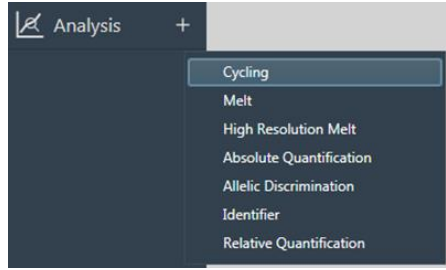 Analysis +
Cycling
Melt
High Resolution Melt
Absolute Quantification
Allelic Discrimination
Identifier
Relative Quantification